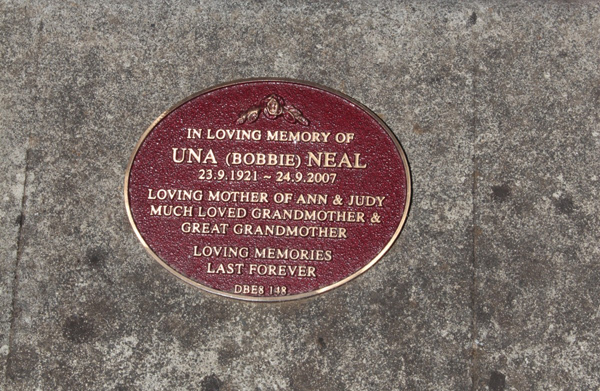 IN LOVING MEMORY OF
UNA (BOBBIE) NEAL
23.9.1921 ~ 24.9.2007
LOVING MOTHER OF ANN & JUDY
MUCH LOVED GRANDMOTHER &
GREAT GRANDMOTHER
LOVING MEMORIES
LAST FOREVER
DBE8 148